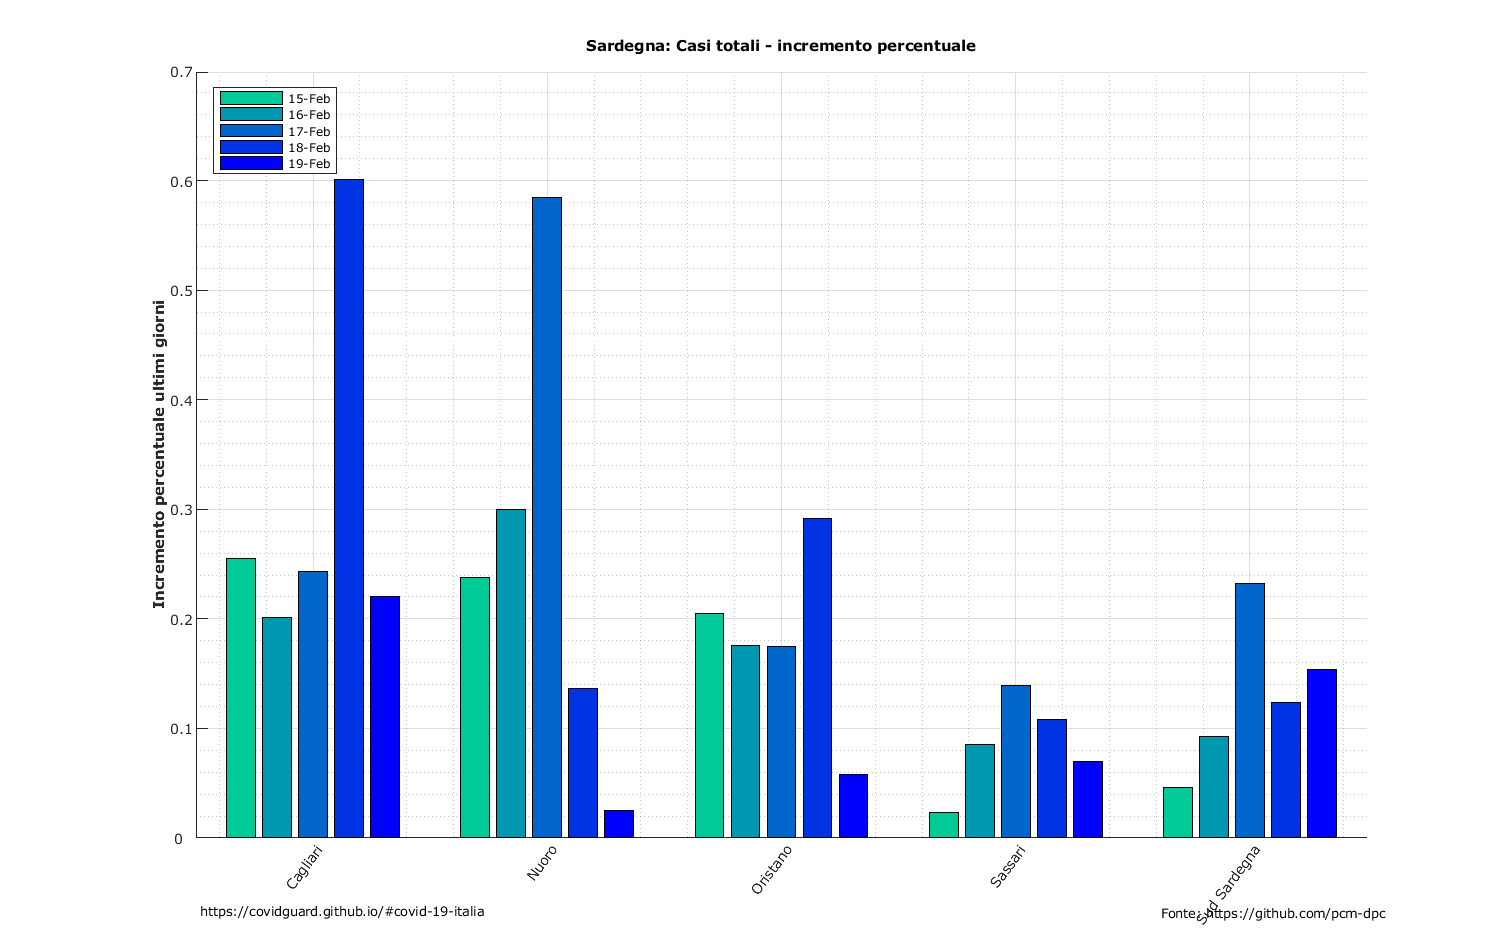 Sardegna: Casi totali - incremento percentuale
0.7
0.6
0.5
0.4
0.3
0.2
0.1
0
Incremento percentuale ultimi giorni
15-Feb
16-Feb
17-Feb
18-Feb
19-Feb
Cagliari
Nuoro
Oristano
Sassari
Sud Sardegna
https://covidguard.github.io/#covid-19-italia
Fonte: https://github.com/pcm-dpc